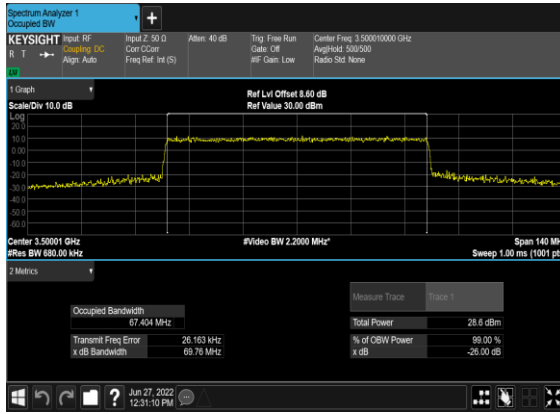 Spectrum Analyzer 1
Occupied BW
KEYSIGHT Input: RF Input Z: 50 Ω Atten: 40 dB Trig: Free Run Center Freq: 3.500010000 GHz
R T Coupling: DC Corr CCorr Gate: Off Avg|Hold: 500/500
Align: Auto Freq Ref: Int (S) #IF Gain: Low Radio Std: None
1 Graph
Ref Lvl Offset 8.60 dB
Scale/Div 10.0 dB Ref Value 30.00 dBm
Log
20.0
10.0
0.00
-10.0
-20.0
-30.0
-40.0
-50.0
-60.0
Center 3.50001 GHz #Video BW 2.2000 MHz* Span 140 MH
#Res BW 680.00 kHz Sweep 1.00 ms (1001 pt
2 Metrics
Measure Trace Trace 1
Occupied Bandwidth
67.404 MHz Total Power 28.6 dBm
Transmit Freq Error 26.163 kHz % of OBW Power 99.00 %
x dB Bandwidth 69.76 MHz x dB -26.00 dB
? Jun 27, 2022
12:31:10 PM